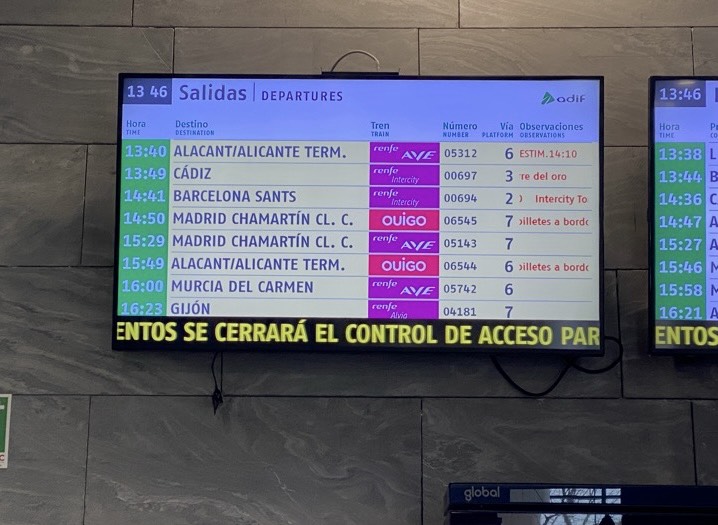 13 46 Salidas DEPARTURES adif
Hora Destino Tren Número Vía Observaciones
TIME DESTINATION TRAIN NUMBER PLATFORM OBSERVATIONS
13:40 ALACANT/ALICANTE TERM. renfe AVE 05312 6 ESTIM.14:10
13:49 CÁDIZ renfe Intercity 00697 3 re del oro
14:41 BARCELONA SANTS renfe Intercity 00694 2 Intercity To
14:50 MADRID CHAMARTÍN CL. C. OUIGO 06545 7 billetes a bordo
15:29 MADRID CHAMARTÍN CL. C. renfe AVE 05143 7
15:49 ALACANT/ALICANTE TERM. OUIGO 06544 6 billetes a bordo
16:00 MURCIA DEL CARMEN renfe AVE 05742 6
16:23 GIJÓN renfe Alvia 04181 7
ENTOS SE CERRARÁ EL CONTROL DE ACCESO PAR
13:46
Hora
TIME
13:38 L
13:44 B
14:36 C
14:47 A
15:27 A
15:46 M
15:58 M
16:21 A
ENTOS
global